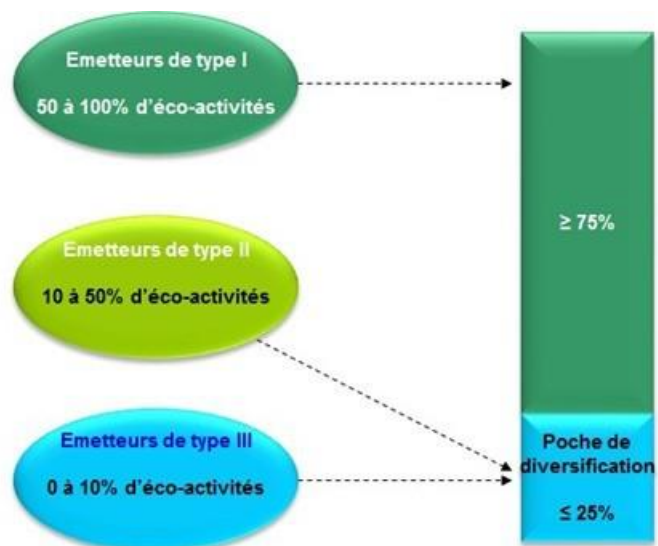 Emetteurs de type I
50 à 100% d'éco-activités
Emetteurs de type II
10 à 50% d'éco-activités
Emetteurs de type III
0 à 10% d'éco-activités
≥ 75%
Poche de
diversification
≤ 25%